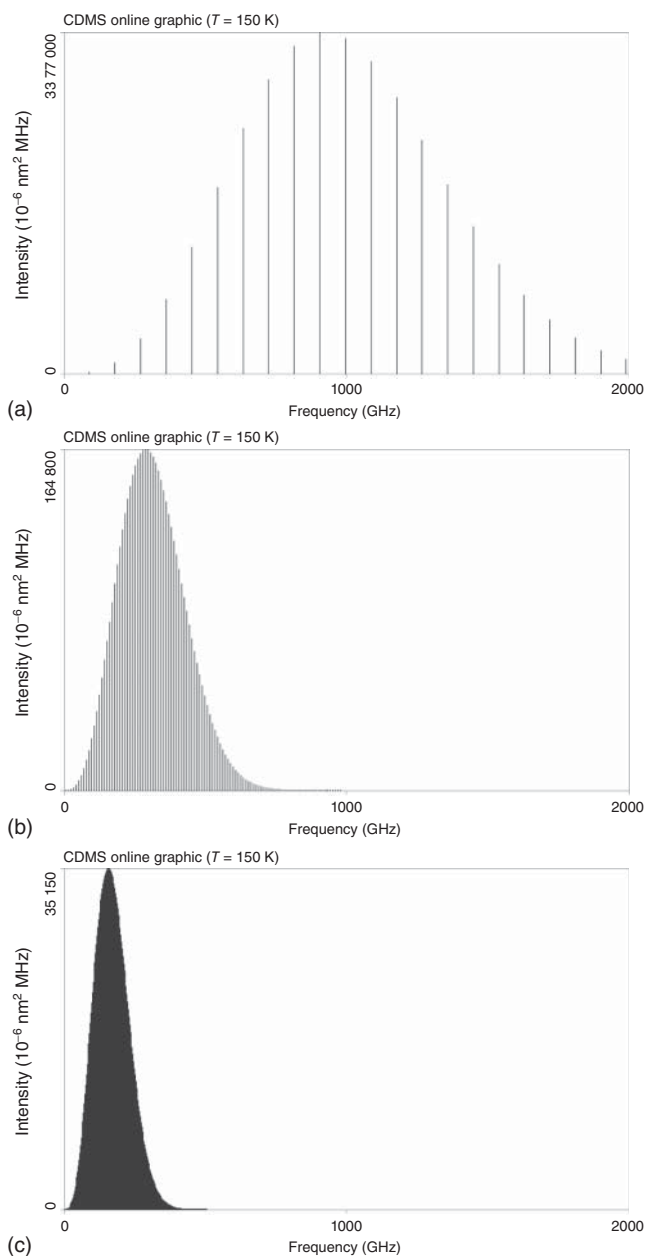 CDMS online graphic (T = 150 K)
33 77 000
Intensity (10⁻⁶ nm² MHz)
0
0 1000 2000
Frequency (GHz)
(a)
CDMS online graphic (T = 150 K)
164 800
Intensity (10⁻⁶ nm² MHz)
0
0 1000 2000
Frequency (GHz)
(b)
CDMS online graphic (T = 150 K)
35 150
Intensity (10⁻⁶ nm² MHz)
0
0 1000 2000
Frequency (GHz)
(c)